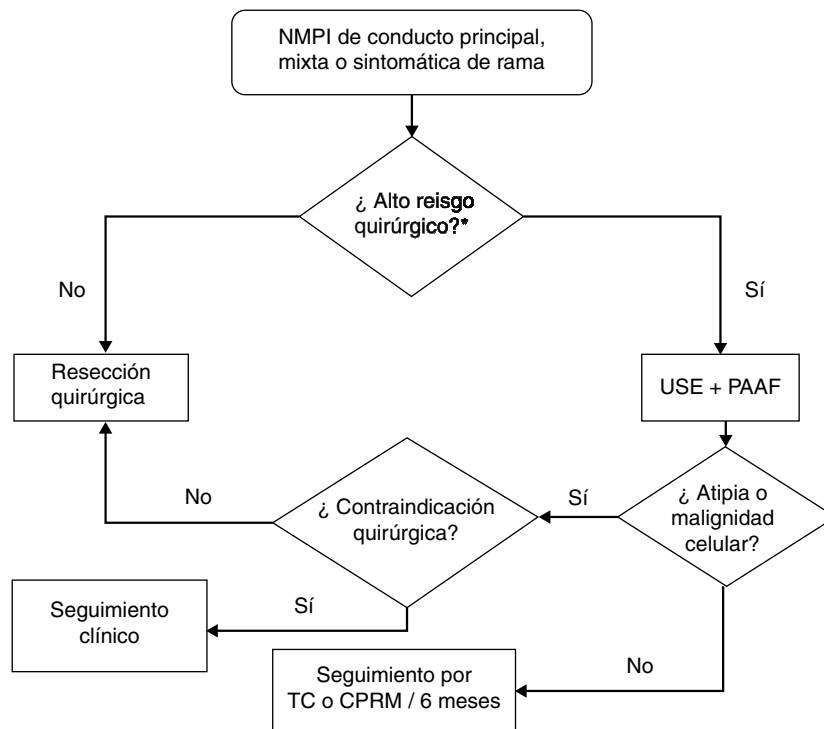 NMPI de conducto principal,
mixta o sintomática de rama
¿ Alto reisgo
quirúrgico?*
No
Sí
Resección
quirúrgica
USE + PAAF
No
¿ Contraindicación
quirúrgica?
Sí
¿ Atipia o
malignidad
celular?
Seguimiento
clínico
Sí
Seguimiento por
TC o CPRM / 6 meses
No